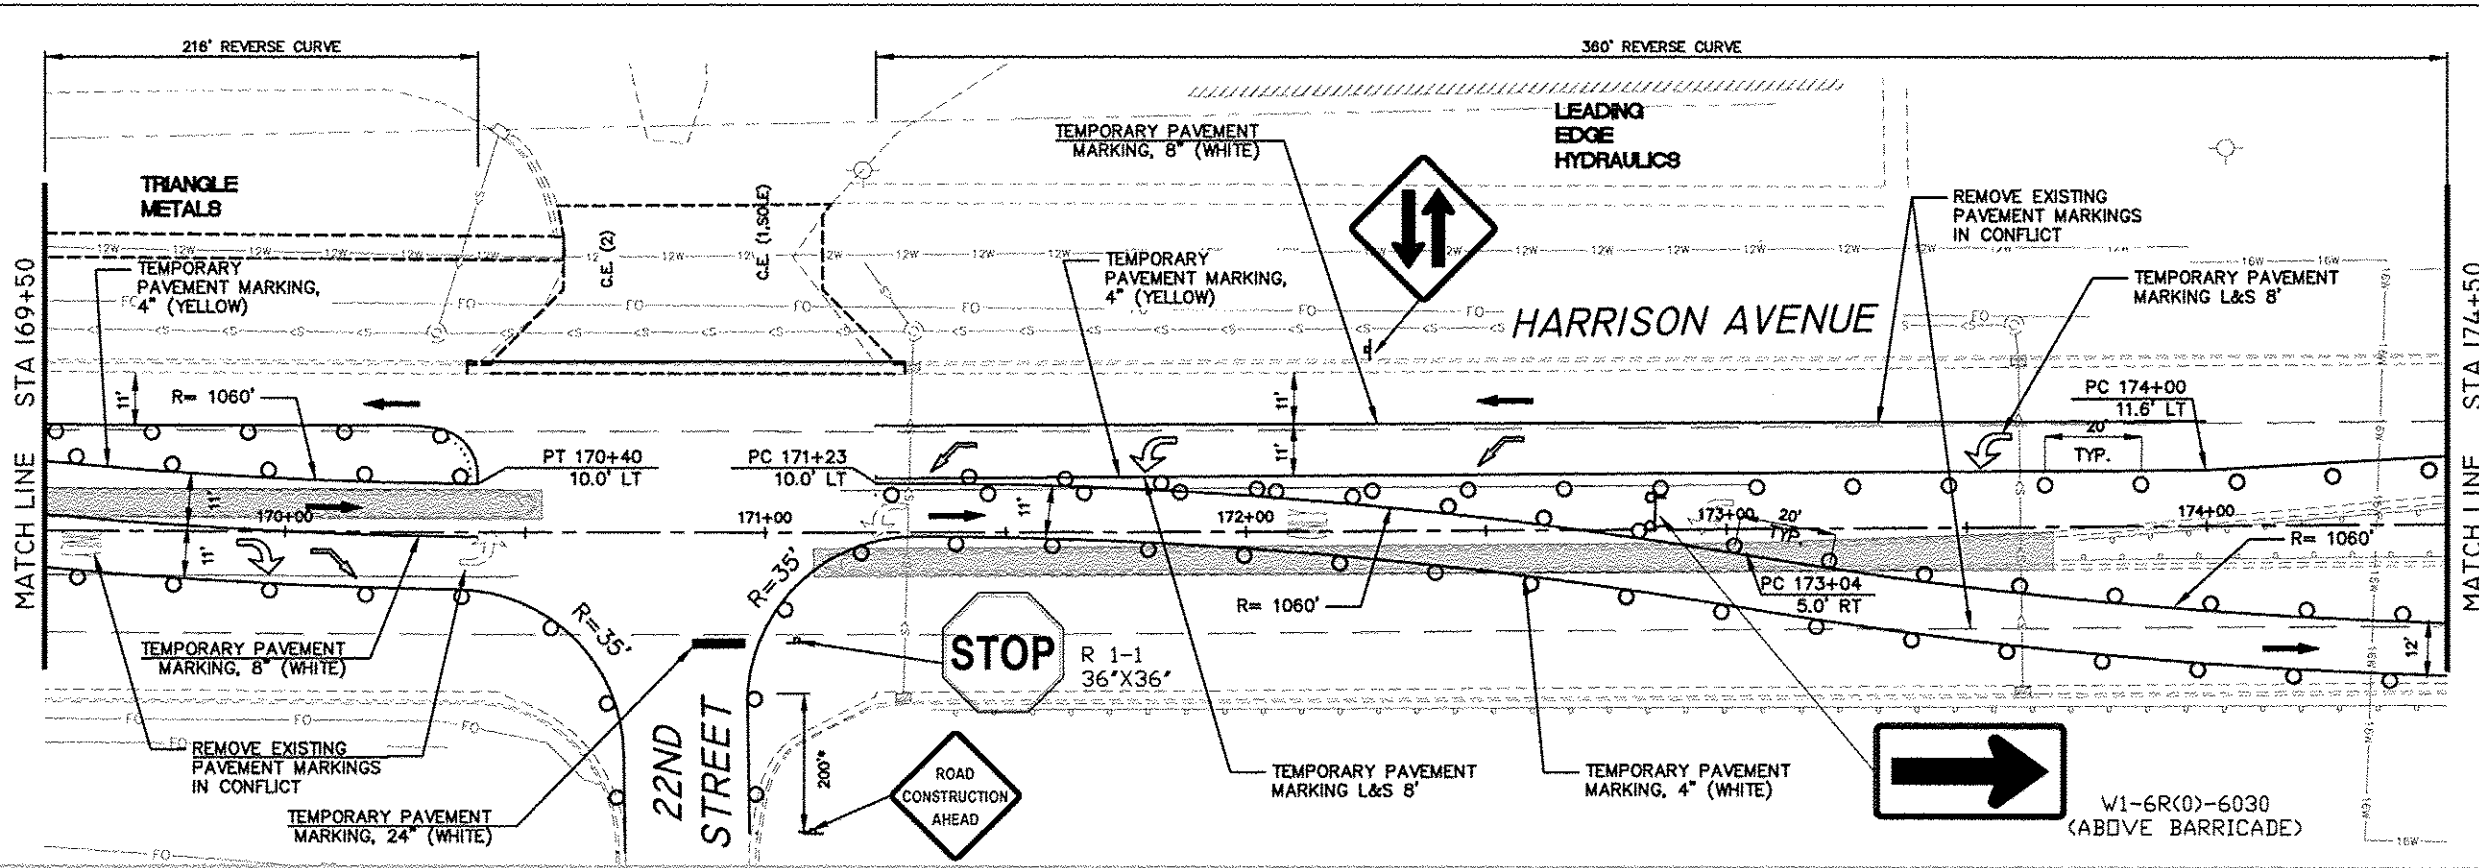 216' REVERSE CURVE
360' REVERSE CURVE
TRIANGLE
METALS
TEMPORARY PAVEMENT
MARKING, 8" (WHITE)
LEADING
EDGE
HYDRAULICS
REMOVE EXISTING
PAVEMENT MARKINGS
IN CONFLICT
C.E. (2)
C.E. (1.SOLE)
TEMPORARY
PAVEMENT MARKING,
4" (YELLOW)
TEMPORARY
PAVEMENT MARKING,
4" (YELLOW)
TEMPORARY PAVEMENT
MARKING L&S 8'
HARRISON AVENUE
MATCH LINE STA 169+50
MATCH LINE STA 174+50
11'
R= 1060'
PT 170+40
10.0' LT
PC 171+23
10.0' LT
11'
11'
PC 174+00
11.6' LT
20'
TYP.
11'
11'
11'
170+00
171+00
172+00
173+00
174+00
20'
TYP.
R= 1060'
R= 1060'
PC 173+04
5.0' RT
R=35'
R=35'
12'
TEMPORARY PAVEMENT
MARKING, 8" (WHITE)
STOP
R 1-1
36"X36"
REMOVE EXISTING
PAVEMENT MARKINGS
IN CONFLICT
22ND
STREET
200'*
ROAD
CONSTRUCTION
AHEAD
TEMPORARY PAVEMENT
MARKING L&S 8'
TEMPORARY PAVEMENT
MARKING, 4" (WHITE)
W1-6R(O)-6030
(ABOVE BARRICADE)
TEMPORARY PAVEMENT
MARKING, 24" (WHITE)